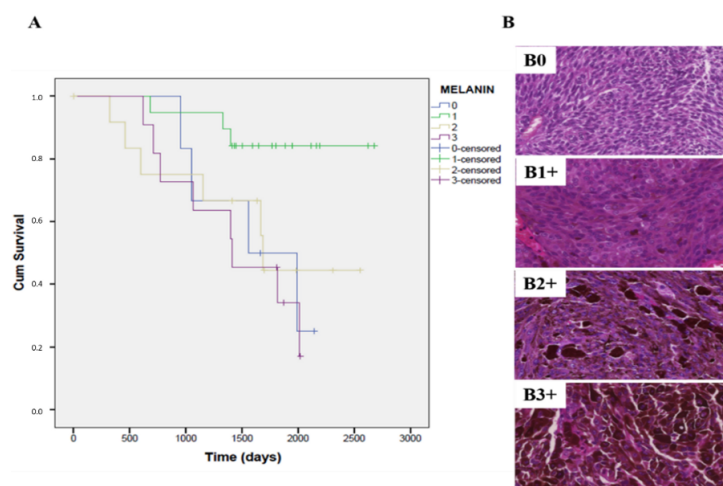 A
B
1.0
0.8
0.6
0.4
0.2
0.0
Cum Survival
0
500
1000
1500
2000
2500
3000
Time (days)
MELANIN
0
1
2
3
0-censored
1-censored
2-censored
3-censored
B0
B1+
B2+
B3+